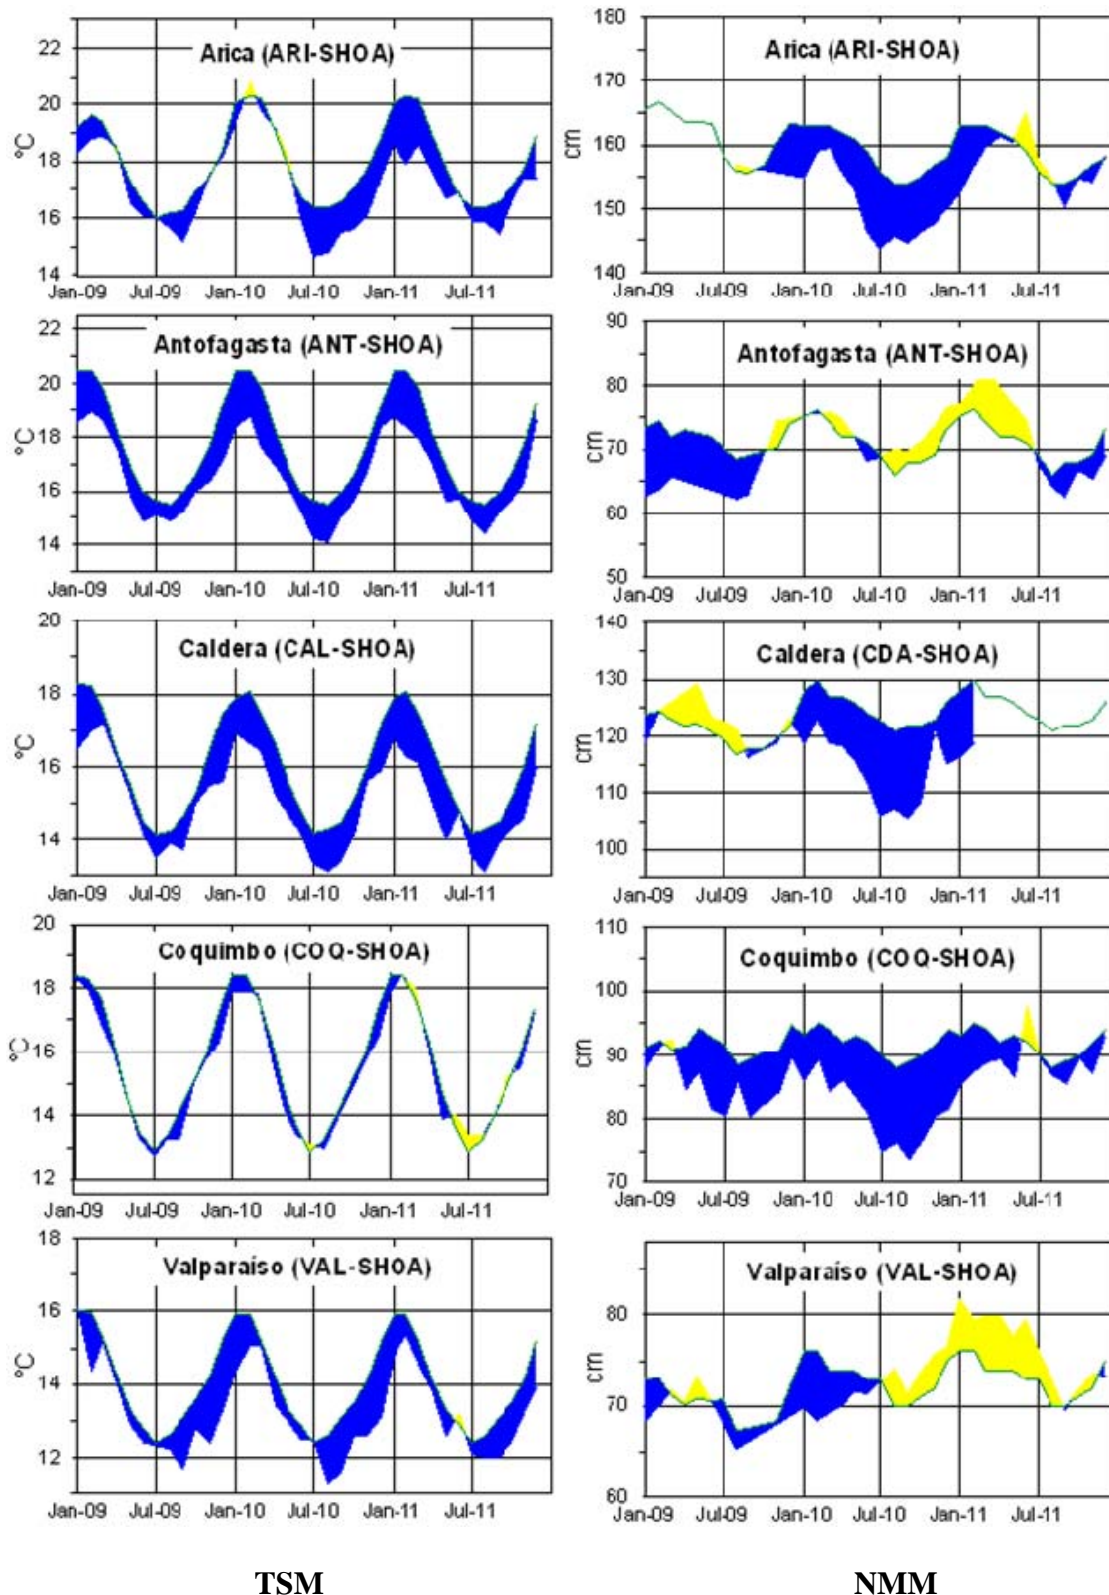 22
Arica (ARI-SHOA)
20
°C
18
16
14
Jan-09 Jul-09 Jan-10 Jul-10 Jan-11 Jul-11
180
Arica (ARI-SHOA)
170
cm
160
150
140
Jan-09 Jul-09 Jan-10 Jul-10 Jan-11 Jul-11
22
Antofagasta (ANT-SHOA)
20
°C
18
16
14
Jan-09 Jul-09 Jan-10 Jul-10 Jan-11 Jul-11
90
Antofagasta (ANT-SHOA)
80
cm
70
60
50
Jan-09 Jul-09 Jan-10 Jul-10 Jan-11 Jul-11
20
Caldera (CAL-SHOA)
18
°C
16
14
Jan-09 Jul-09 Jan-10 Jul-10 Jan-11 Jul-11
140
Caldera (CDA-SHOA)
130
cm
120
110
100
Jan-09 Jul-09 Jan-10 Jul-10 Jan-11 Jul-11
20
Coquimbo (COQ-SHOA)
18
°C
16
14
12
Jan-09 Jul-09 Jan-10 Jul-10 Jan-11 Jul-11
110
Coquimbo (COQ-SHOA)
100
cm
90
80
70
Jan-09 Jul-09 Jan-10 Jul-10 Jan-11 Jul-11
18
Valparaíso (VAL-SHOA)
16
°C
14
12
Jan-09 Jul-09 Jan-10 Jul-10 Jan-11 Jul-11
Valparaíso (VAL-SHOA)
80
cm
70
60
Jan-09 Jul-09 Jan-10 Jul-10 Jan-11 Jul-11
TSM NMM